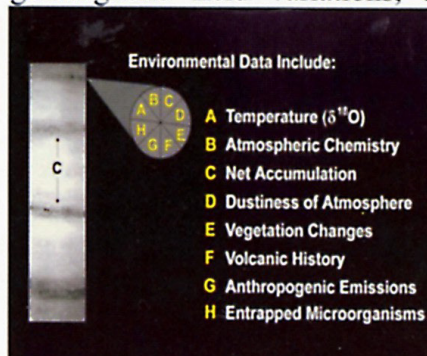 Environmental Data Include:
B C
A D
H E
G F
C
A Temperature (δ¹⁸O)
B Atmospheric Chemistry
C Net Accumulation
D Dustiness of Atmosphere
E Vegetation Changes
F Volcanic History
G Anthropogenic Emissions
H Entrapped Microorganisms